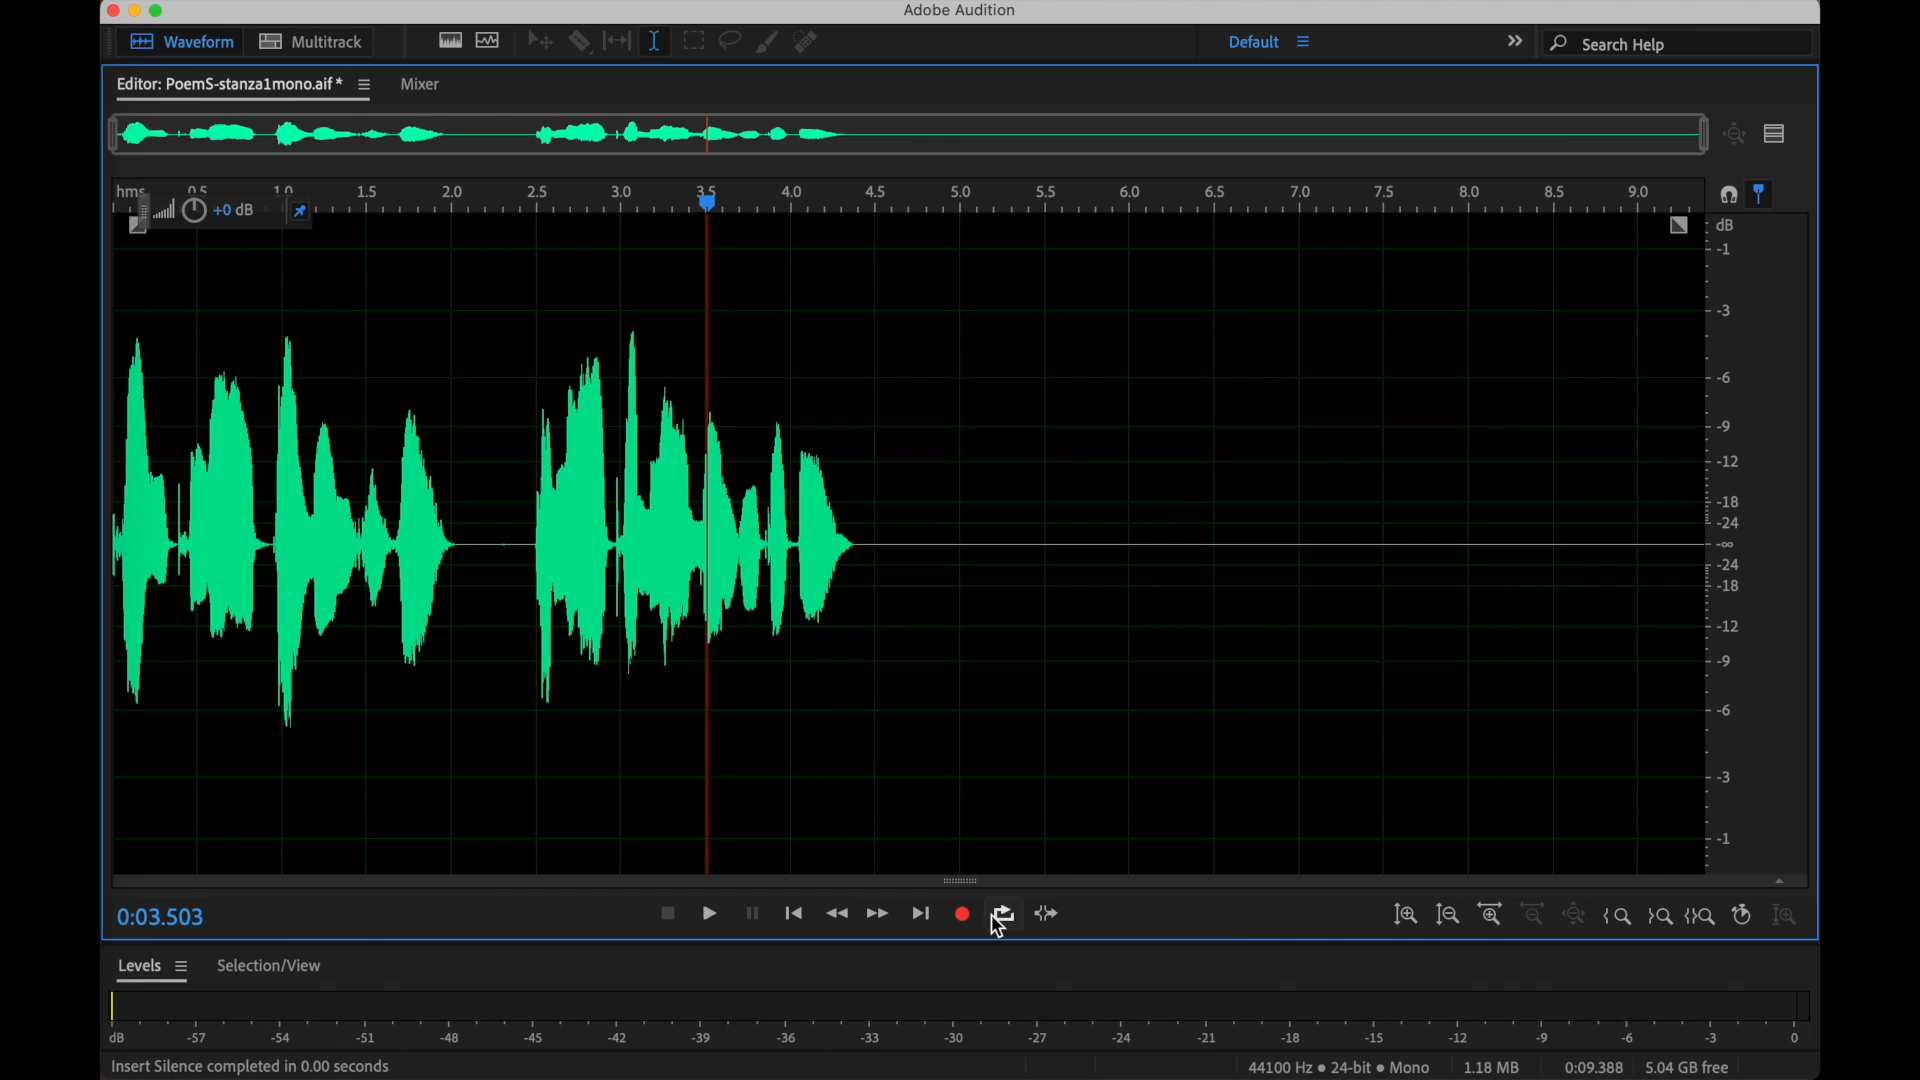 Adobe Audition
Waveform Multitrack Default Search Help
Editor: PoemS-stanza1mono.aif * Mixer
hms 0.5 1.0 1.5 2.0 2.5 3.0 3.5 4.0 4.5 5.0 5.5 6.0 6.5 7.0 7.5 8.0 8.5 9.0
+0 dB
dB
-1
-3
-6
-9
-12
-18
-24
-∞
-24
-18
-12
-9
-6
-3
-1
0:03.503
Levels Selection/View
dB -57 -54 -51 -48 -45 -42 -39 -36 -33 -30 -27 -24 -21 -18 -15 -12 -9 -6 -3 0
Insert Silence completed in 0.00 seconds 44100 Hz ● 24-bit ● Mono 1.18 MB 0:09.388 5.04 GB free